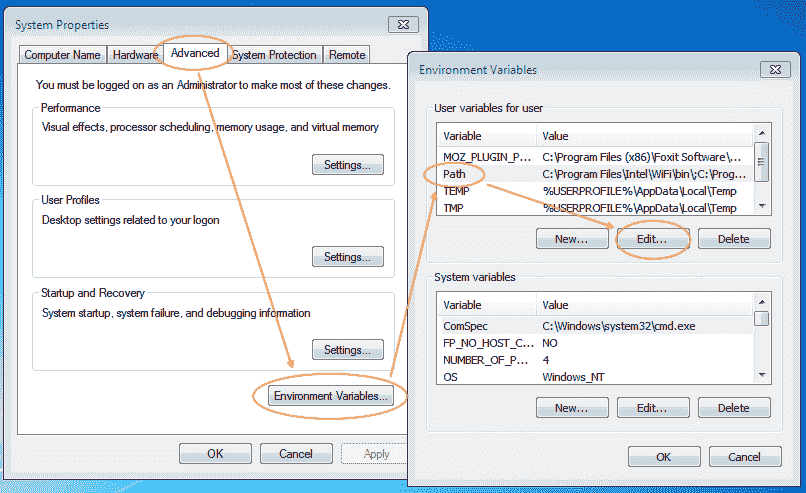 System Properties
Computer Name Hardware Advanced System Protection Remote
You must be logged on as an Administrator to make most of these changes.
Performance
Visual effects, processor scheduling, memory usage, and virtual memory
Settings...
User Profiles
Desktop settings related to your logon
Settings...
Startup and Recovery
System startup, system failure, and debugging information
Settings...
Environment Variables...
OK Cancel Apply
Environment Variables
User variables for user
Variable Value
MOZ_PLUGIN_P... C:\Program Files (x86)\Foxit Software\...
Path C:\Program Files\Intel\WiFi\bin\;C:\Prog...
TEMP %USERPROFILE%\AppData\Local\Temp
TMP %USERPROFILE%\AppData\Local\Temp
New... Edit... Delete
System variables
Variable Value
ComSpec C:\Windows\system32\cmd.exe
FP_NO_HOST_C... NO
NUMBER_OF_P... 4
OS Windows_NT
New... Edit... Delete
OK Cancel